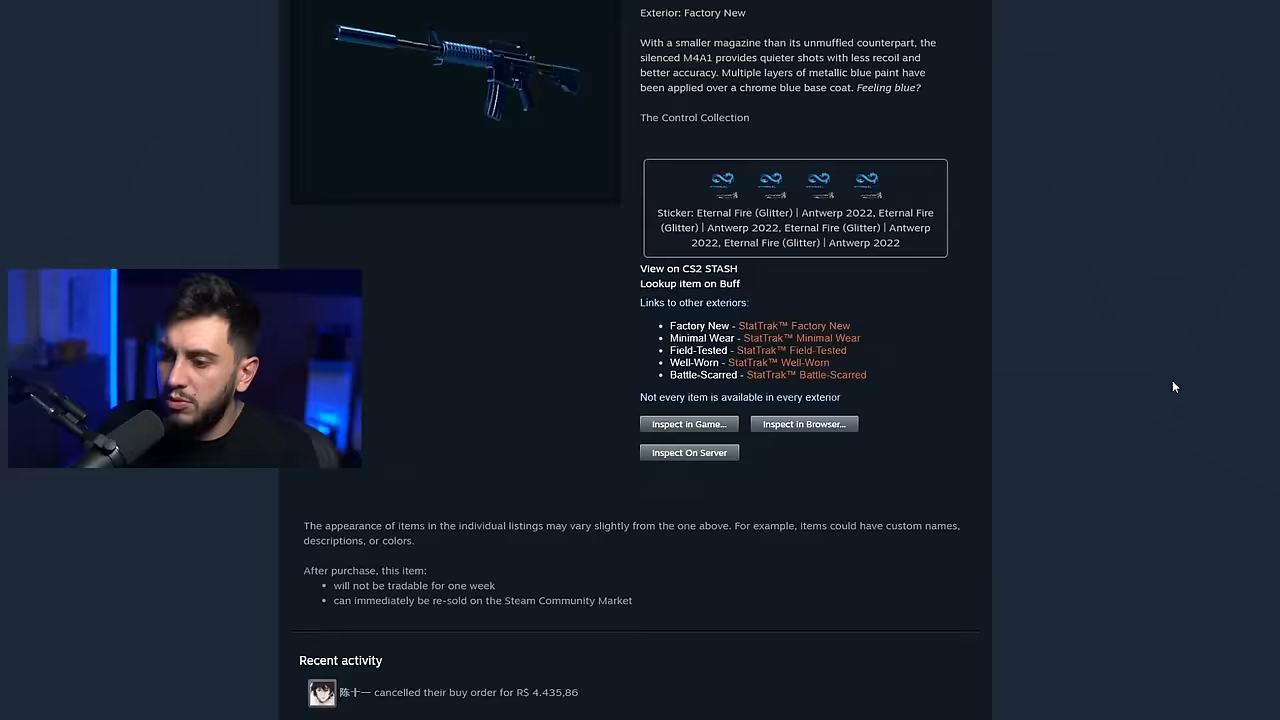 Exterior: Factory New
With a smaller magazine than its unmuffled counterpart, the
silenced M4A1 provides quieter shots with less recoil and
better accuracy. Multiple layers of metallic blue paint have
been applied over a chrome blue base coat. Feeling blue?
The Control Collection
Sticker: Eternal Fire (Glitter) | Antwerp 2022, Eternal Fire
(Glitter) | Antwerp 2022, Eternal Fire (Glitter) | Antwerp
2022, Eternal Fire (Glitter) | Antwerp 2022
View on CS2 STASH
Lookup item on Buff
Links to other exteriors:
Factory New - StatTrak™ Factory New
Minimal Wear - StatTrak™ Minimal Wear
Field-Tested - StatTrak™ Field-Tested
Well-Worn - StatTrak™ Well-Worn
Battle-Scarred - StatTrak™ Battle-Scarred
Not every item is available in every exterior
Inspect in Game... Inspect in Browser...
Inspect On Server
The appearance of items in the individual listings may vary slightly from the one above. For example, items could have custom names,
descriptions, or colors.
After purchase, this item:
will not be tradable for one week
can immediately be re-sold on the Steam Community Market
Recent activity
陈十一 cancelled their buy order for R$ 4.435,86